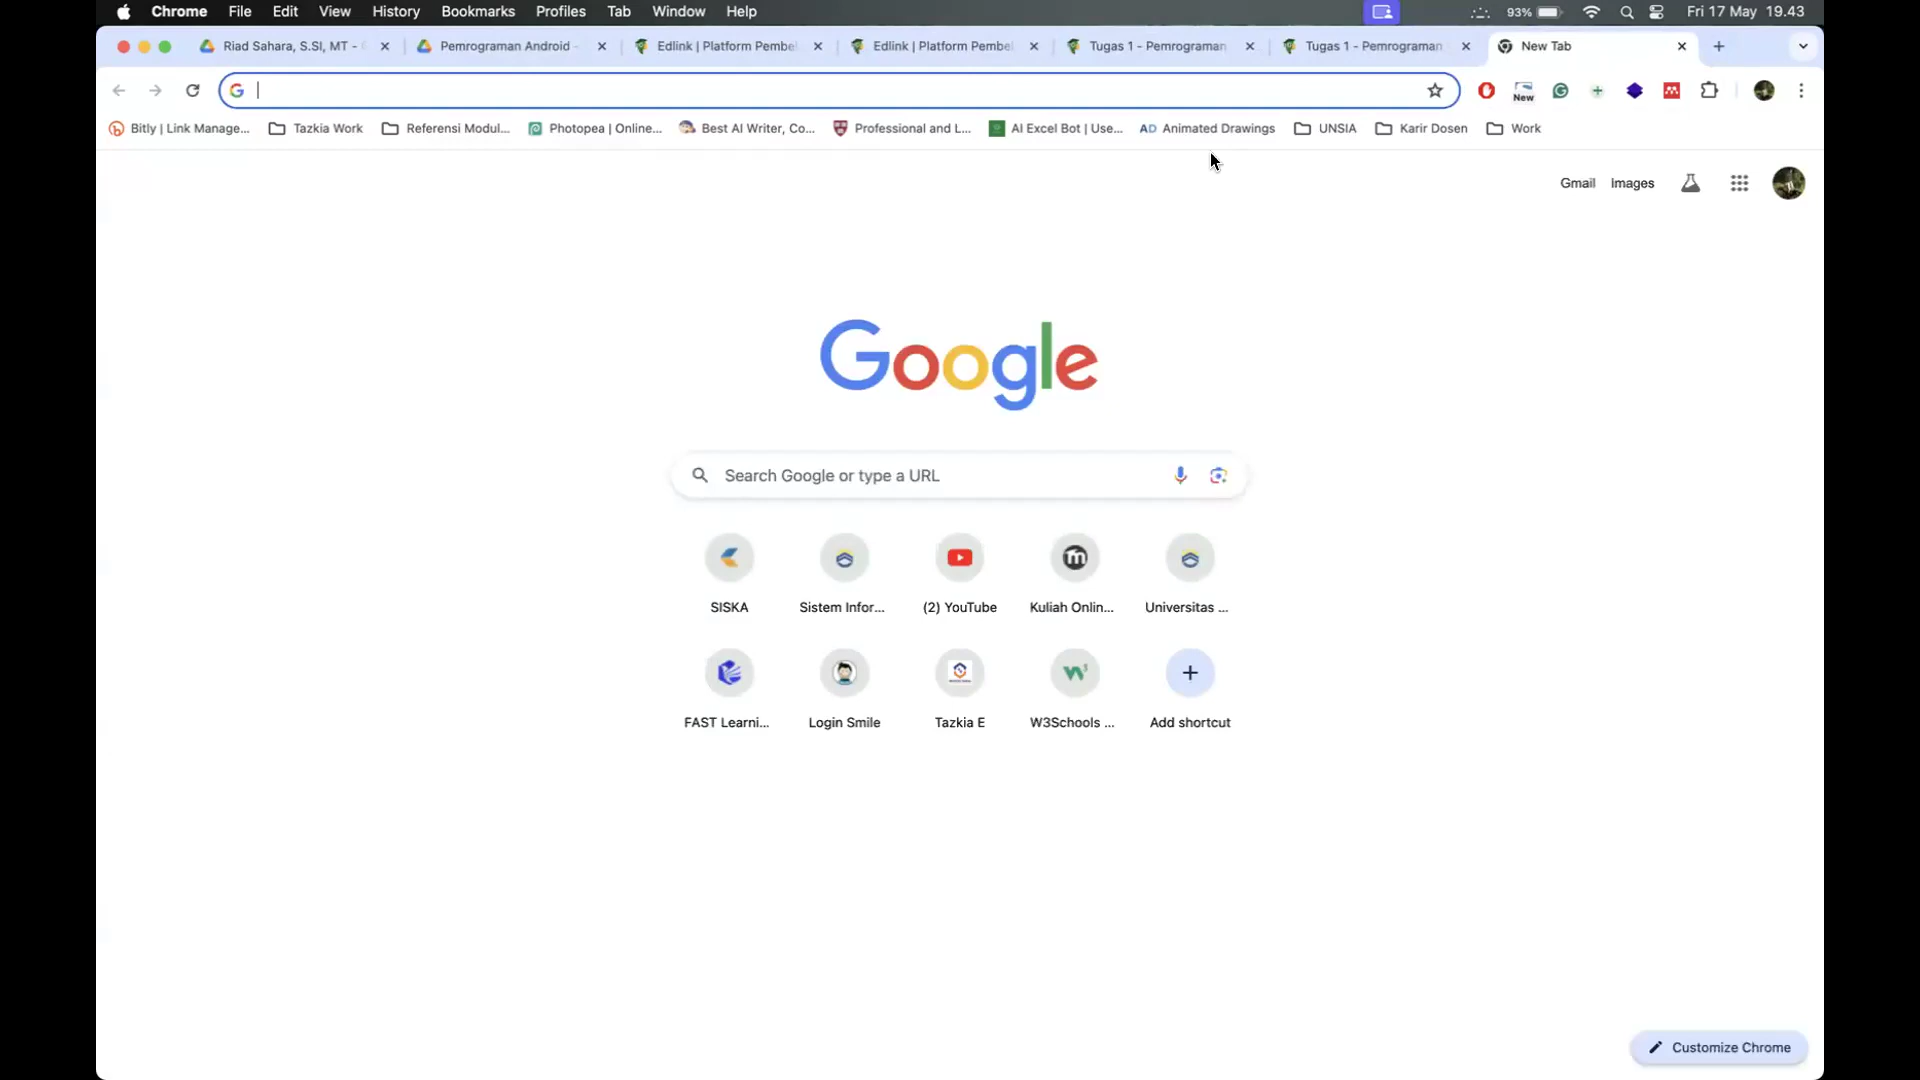 Chrome File Edit View History Bookmarks Profiles Tab Window Help 93% Fri 17 May 19.43
Riad Sahara, S.SI, MT - Pemrograman Android - Edlink | Platform Pembel Edlink | Platform Pembel Tugas 1 - Pemrograman Tugas 1 - Pemrograman New Tab
New
Bitly | Link Manage... Tazkia Work Referensi Modul... Photopea | Online... Best AI Writer, Co... Professional and L... AI Excel Bot | Use... AD Animated Drawings UNSIA Karir Dosen Work
Gmail Images
Google
Search Google or type a URL
SISKA Sistem Infor... (2) YouTube Kuliah Onlin... Universitas ...
FAST Learni... Login Smile Tazkia E W3Schools ... Add shortcut
Customize Chrome